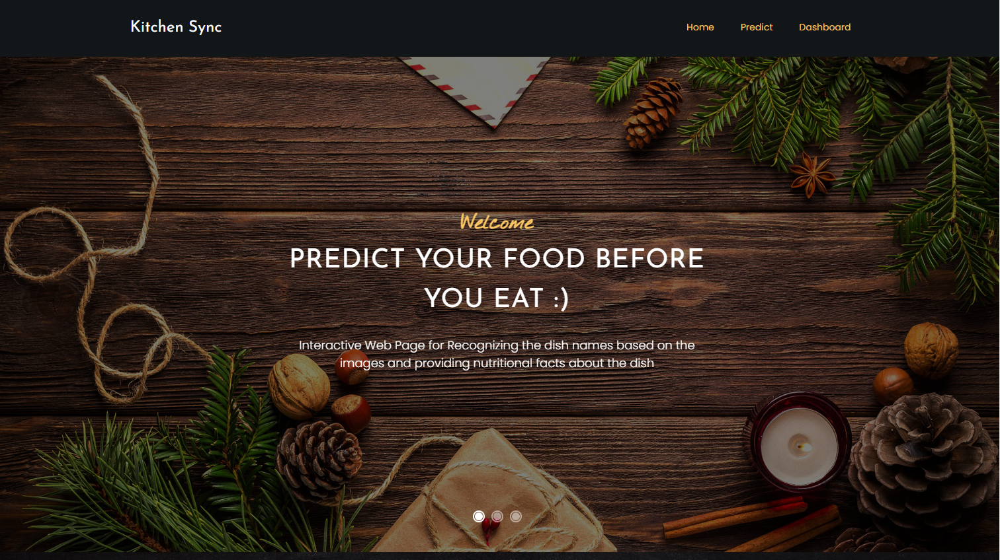 Kitchen Sync
Home Predict Dashboard
Welcome
PREDICT YOUR FOOD BEFORE
YOU EAT :)
Interactive Web Page for Recognizing the dish names based on the
images and providing nutritional facts about the dish